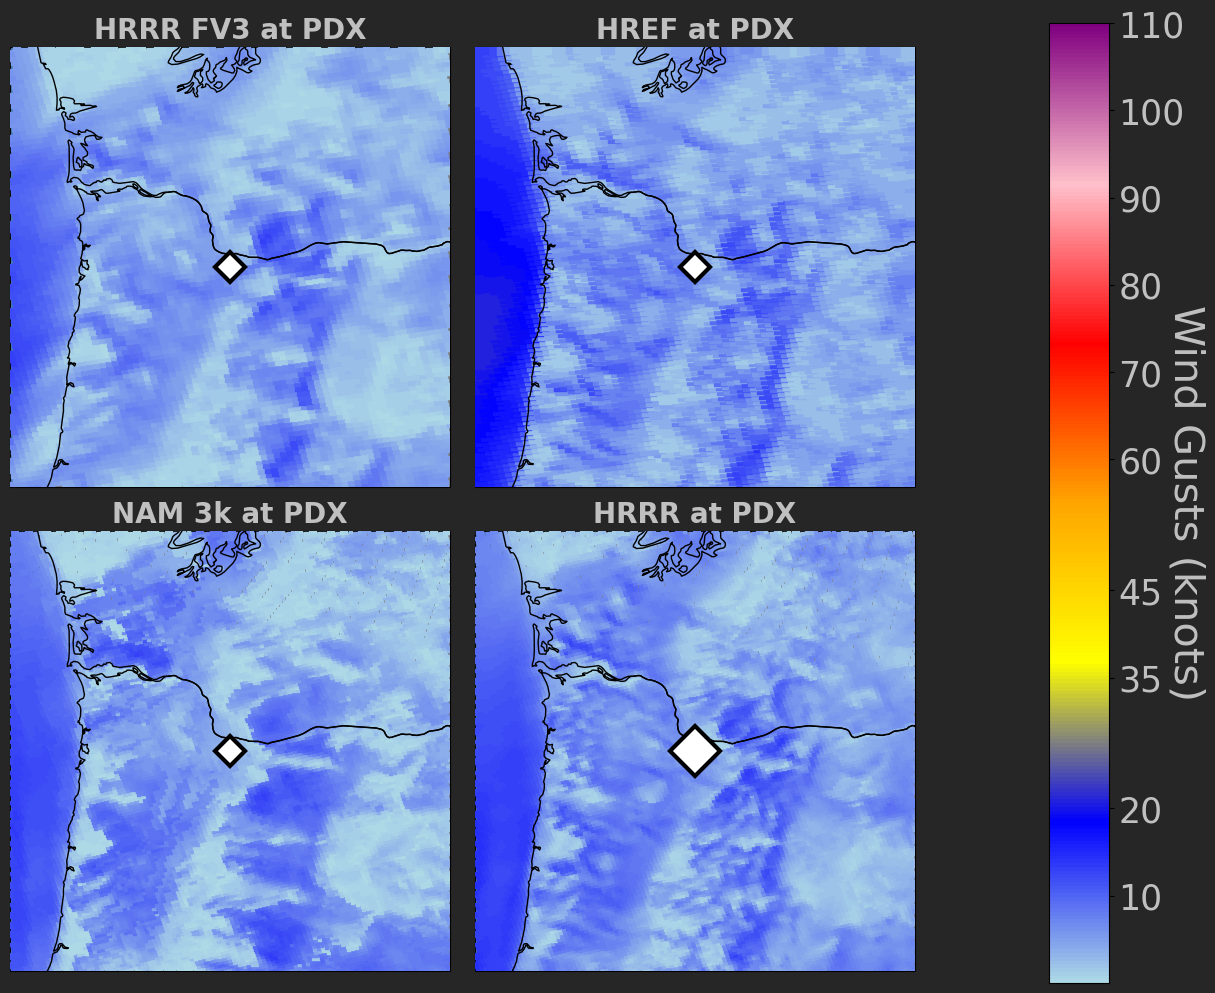 HRRR FV3 at PDX
HREF at PDX
NAM 3k at PDX
HRRR at PDX
110
100
90
80
70
60
45
35
20
10
Wind Gusts (knots)